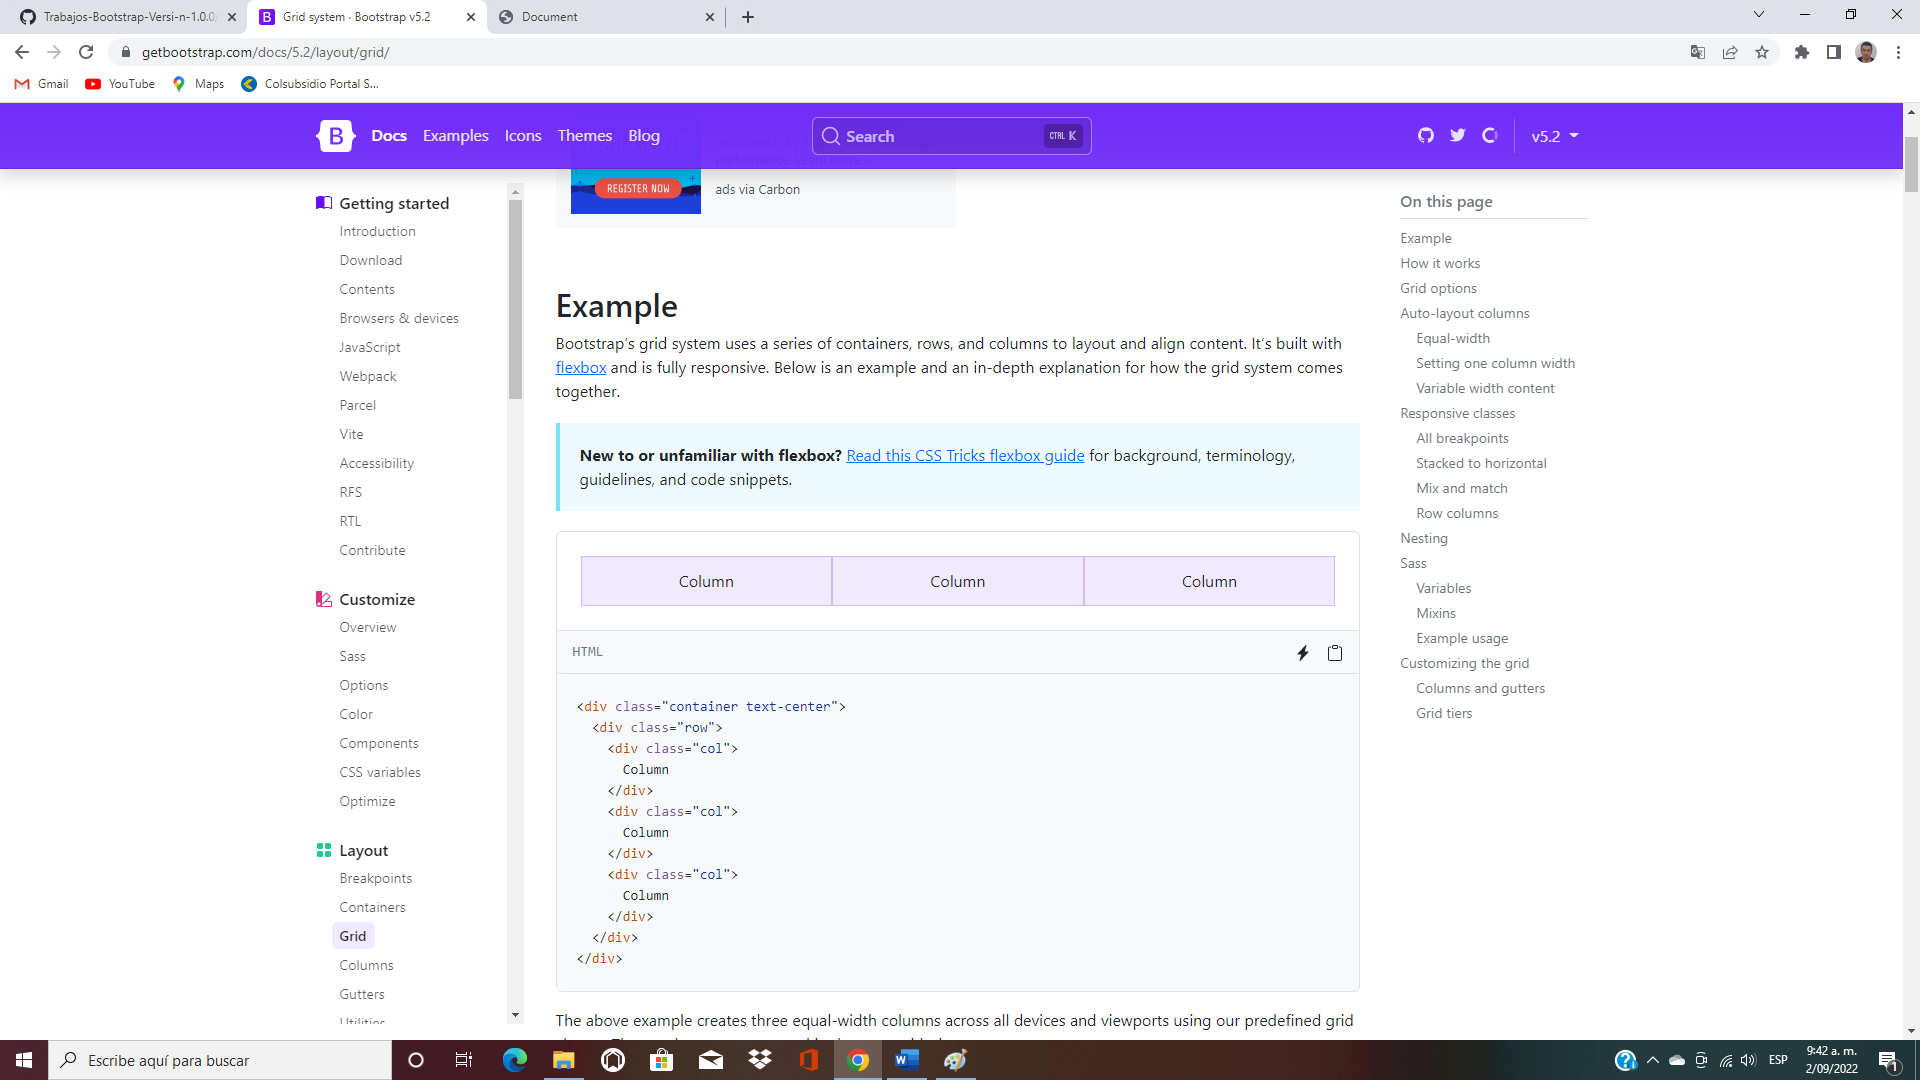 Trabajos-Bootstrap-Versi-n-1.0.0/
Grid system · Bootstrap v5.2
Document
getbootstrap.com/docs/5.2/layout/grid/
Gmail
YouTube
Maps
Colsubsidio Portal S...
B
Docs
Examples
Icons
Themes
Blog
Search
CTRL K
v5.2
Getting started
Introduction
Download
Contents
Browsers & devices
JavaScript
Webpack
Parcel
Vite
Accessibility
RFS
RTL
Contribute
Customize
Overview
Sass
Options
Color
Components
CSS variables
Optimize
Layout
Breakpoints
Containers
Grid
Columns
Gutters
Utilities
performance. Learn more
REGISTER NOW
ads via Carbon
Example
Bootstrap’s grid system uses a series of containers, rows, and columns to layout and align content. It’s built with
flexbox and is fully responsive. Below is an example and an in-depth explanation for how the grid system comes
together.
New to or unfamiliar with flexbox? Read this CSS Tricks flexbox guide for background, terminology,
guidelines, and code snippets.
Column Column Column
HTML
<div class="container text-center">
  <div class="row">
    <div class="col">
      Column
    </div>
    <div class="col">
      Column
    </div>
    <div class="col">
      Column
    </div>
  </div>
</div>
The above example creates three equal-width columns across all devices and viewports using our predefined grid
On this page
Example
How it works
Grid options
Auto-layout columns
Equal-width
Setting one column width
Variable width content
Responsive classes
All breakpoints
Stacked to horizontal
Mix and match
Row columns
Nesting
Sass
Variables
Mixins
Example usage
Customizing the grid
Columns and gutters
Grid tiers
Escribe aquí para buscar
ESP
9:42 a. m.
2/09/2022
1